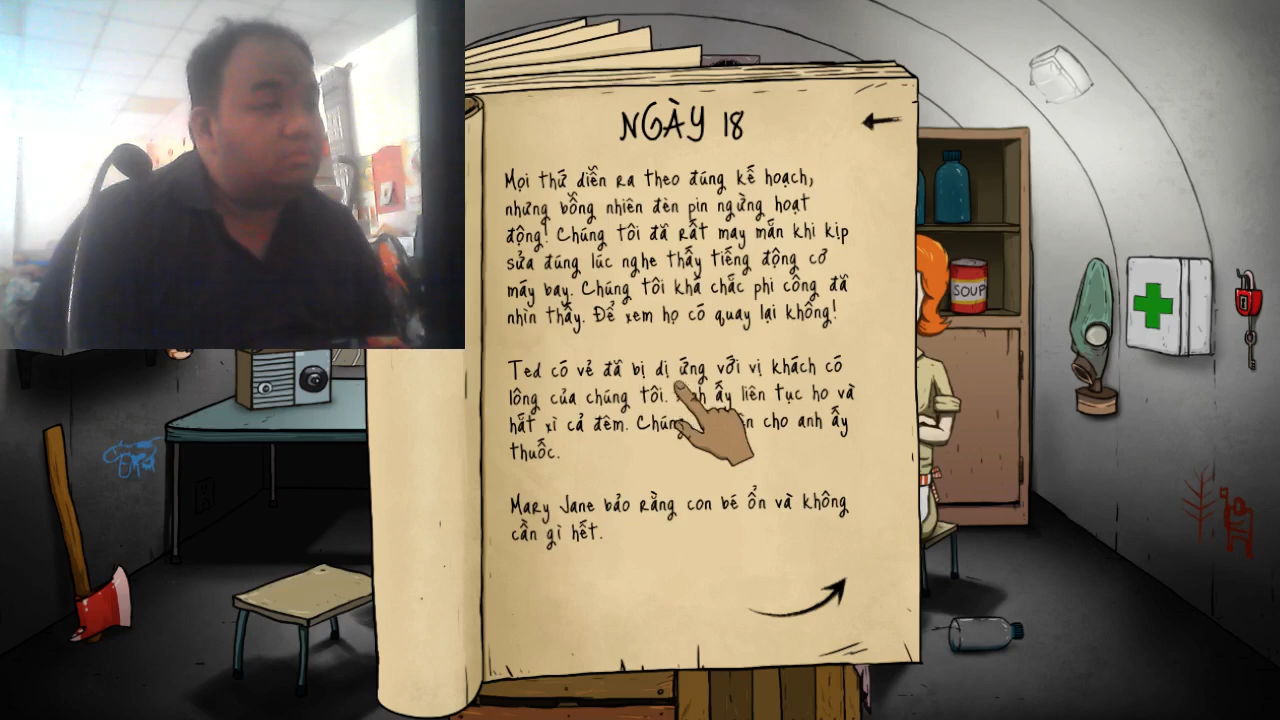 NGÀY 18
Mọi thứ diễn ra theo đúng kế hoạch,
nhưng bỗng nhiên đèn pin ngừng hoạt
động! Chúng tôi đã rất may mắn khi kịp
sửa đúng lúc nghe thấy tiếng động cơ
máy bay. Chúng tôi khá chắc phi công đã
nhìn thấy. Để xem họ có quay lại không!
Ted có vẻ đã bị dị ứng với vị khách có
lông của chúng tôi. ấy liên tục ho và
hắt xì cả đêm. cho anh ấy
thuốc.
Mary Jane bảo rằng con bé ổn và không
cần gì hết.
SOUP